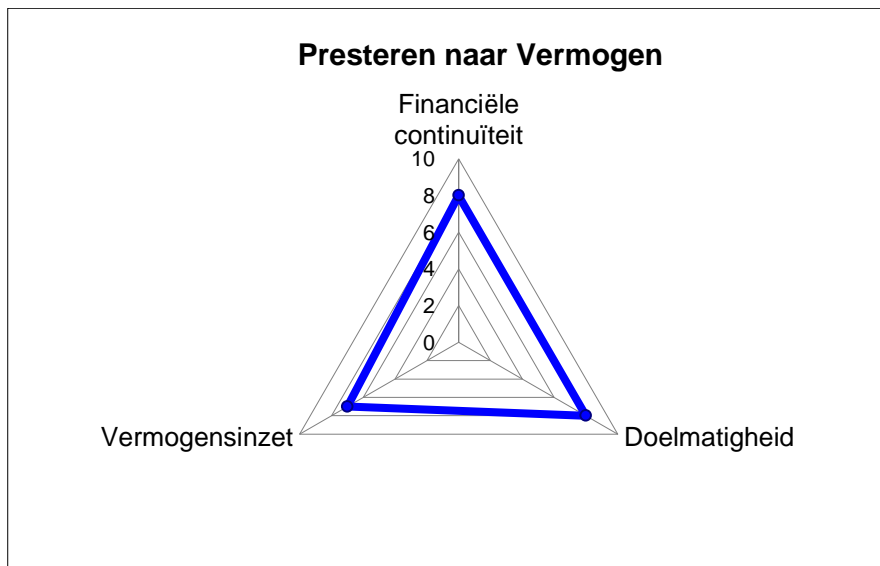 Presteren naar Vermogen
Financiële
continuïteit
10
8
6
4
2
0
Vermogensinzet
Doelmatigheid